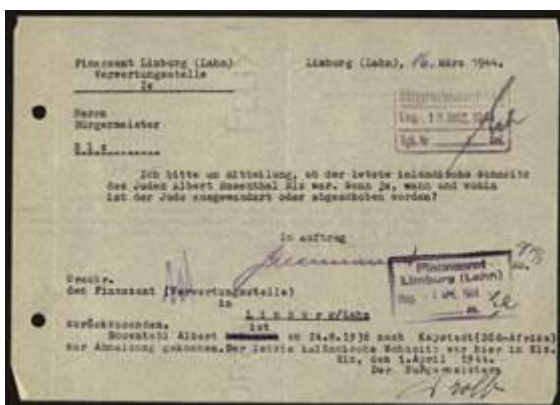 Finanzamt Limburg (Lahn)
Verwertungsstelle
Limburg (Lahn), 16. März 1944.
Herrn
Bürgermeister
Elz
Ich bitte um Mitteilung, ob der letzte inländische Wohnsitz
des Juden Albert Rosenthal Elz war. Wenn ja, wann und wohin
ist der Jude ausgewandert oder abgeschoben worden?
Im Auftrag
Finanzamt
Limburg (Lahn)
Urschr.
dem Finanzamt (Verwertungsstelle)
in
Limburg/Lahn
zurückzusenden.
ist
Rosentahl Albert am 24.8.1936 nach Kapstadt (Süd-Afrika)
zur Abmeldung gekommen. Der letzte inländische Wohnsitz war hier in Elz.
Elz, den 1. April 1944.
Der Bürgermeister